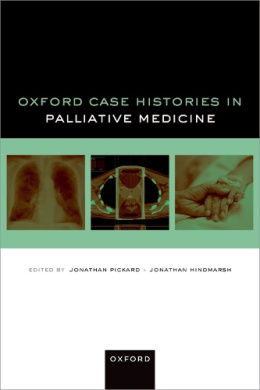 OXFORD CASE HISTORIES IN
PALLIATIVE MEDICINE
EDITED BY JONATHAN PICKARD & JONATHAN HINDMARSH
OXFORD